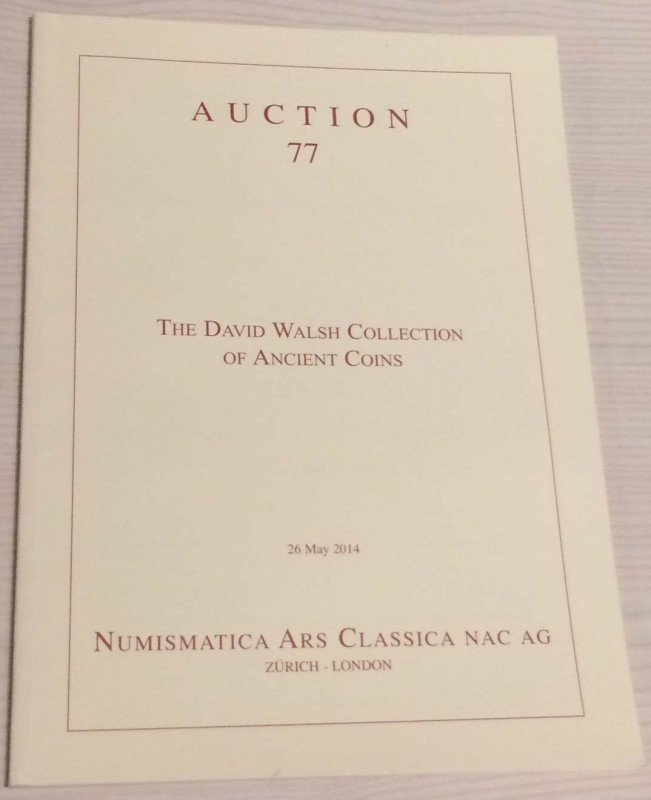 AUCTION
77
THE DAVID WALSH COLLECTION
OF ANCIENT COINS
26 May 2014
NUMISMATICA ARS CLASSICA NAC AG
ZÜRICH - LONDON